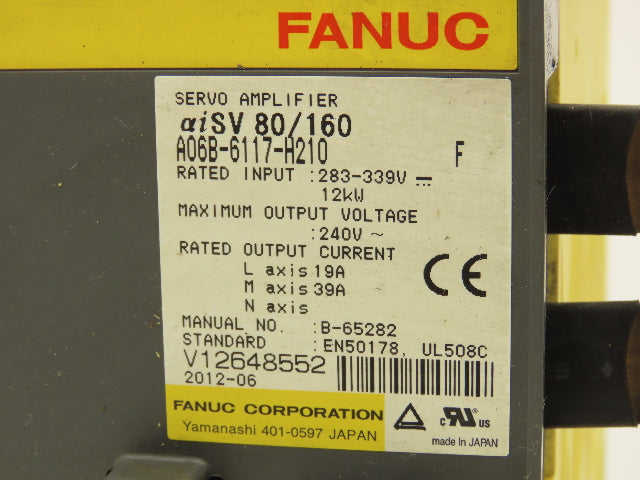 FANUC
SERVO AMPLIFIER
αiSV 80/160
A06B-6117-H210 F
RATED INPUT :283-339V ⎓
12kW
MAXIMUM OUTPUT VOLTAGE
:240V ~
RATED OUTPUT CURRENT
L axis 19A
M axis 39A
N axis
CE
MANUAL NO. :B-65282
STANDARD :EN50178, UL508C
V12648552
2012-06
FANUC CORPORATION
Yamanashi 401-0597 JAPAN
c RU us
made in JAPAN